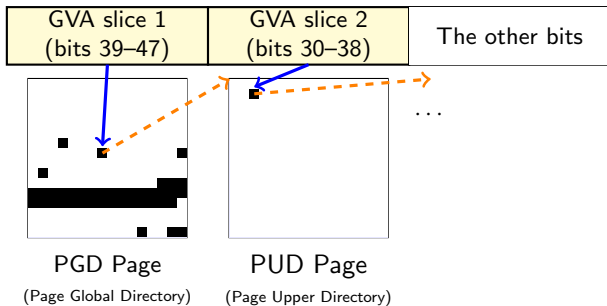 GVA slice 1
(bits 39–47)
GVA slice 2
(bits 30–38)
The other bits
...
PGD Page
(Page Global Directory)
PUD Page
(Page Upper Directory)